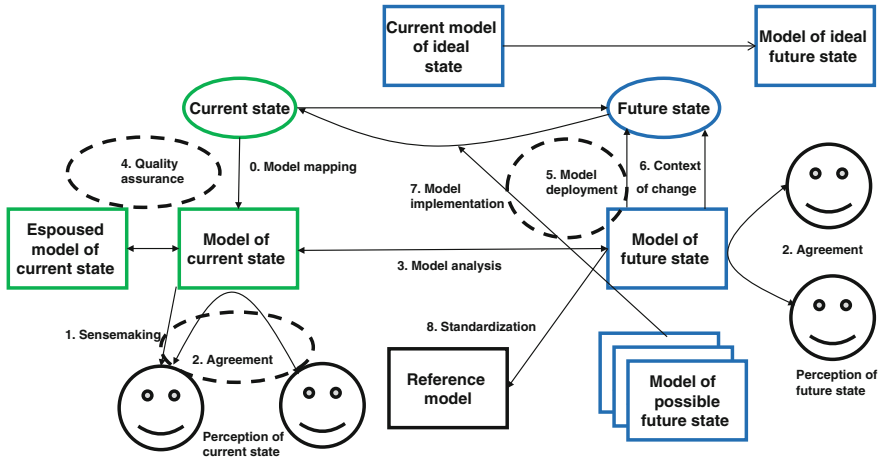 Current model
of ideal
state
Model of ideal
future state
Current state
Future state
4. Quality
assurance
0. Model mapping
5. Model
deployment
6. Context
of change
7. Model
implementation
Espoused
model of
current state
Model of
current state
3. Model analysis
Model of
future state
2. Agreement
1. Sensemaking
2. Agreement
8. Standardization
Reference
model
Model of
possible
future state
Perception of
future state
Perception of
current state